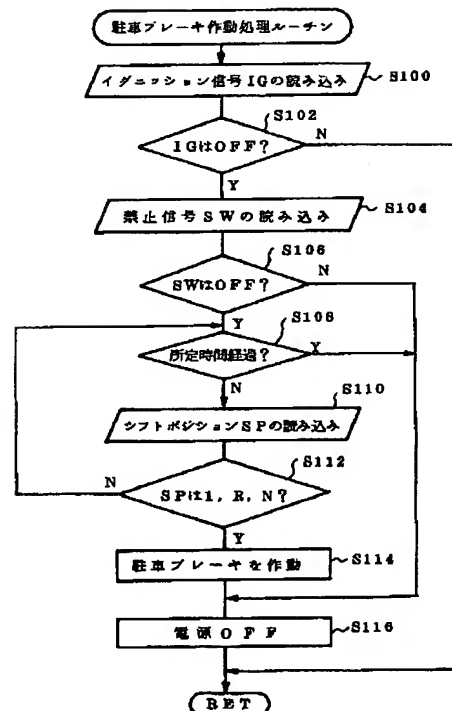 駐車ブレーキ作動処理ルーチン
イグニッション信号IGの読み込み
S100
S102
IGはOFF?
N
Y
禁止信号SWの読み込み
S104
S106
SWはOFF?
N
Y
S108
所定時間経過?
Y
N
S110
シフトポジションSPの読み込み
S112
SPは1, R, N?
N
Y
駐車ブレーキを作動
S114
電源OFF
S116
RET